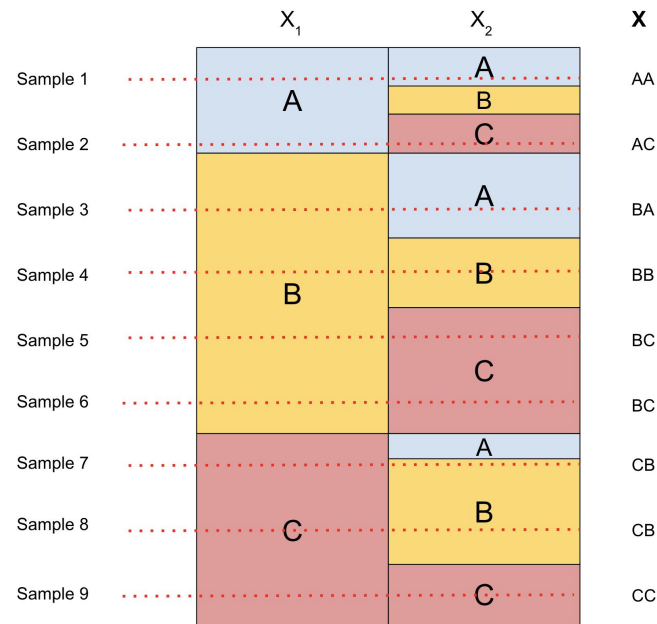 X1 X2 X
Sample 1 A AA
A
B
Sample 2 C AC
Sample 3 A BA
Sample 4 B BB
B
Sample 5 BC
C
Sample 6 BC
A
Sample 7 CB
B
Sample 8 C CB
Sample 9 C CC